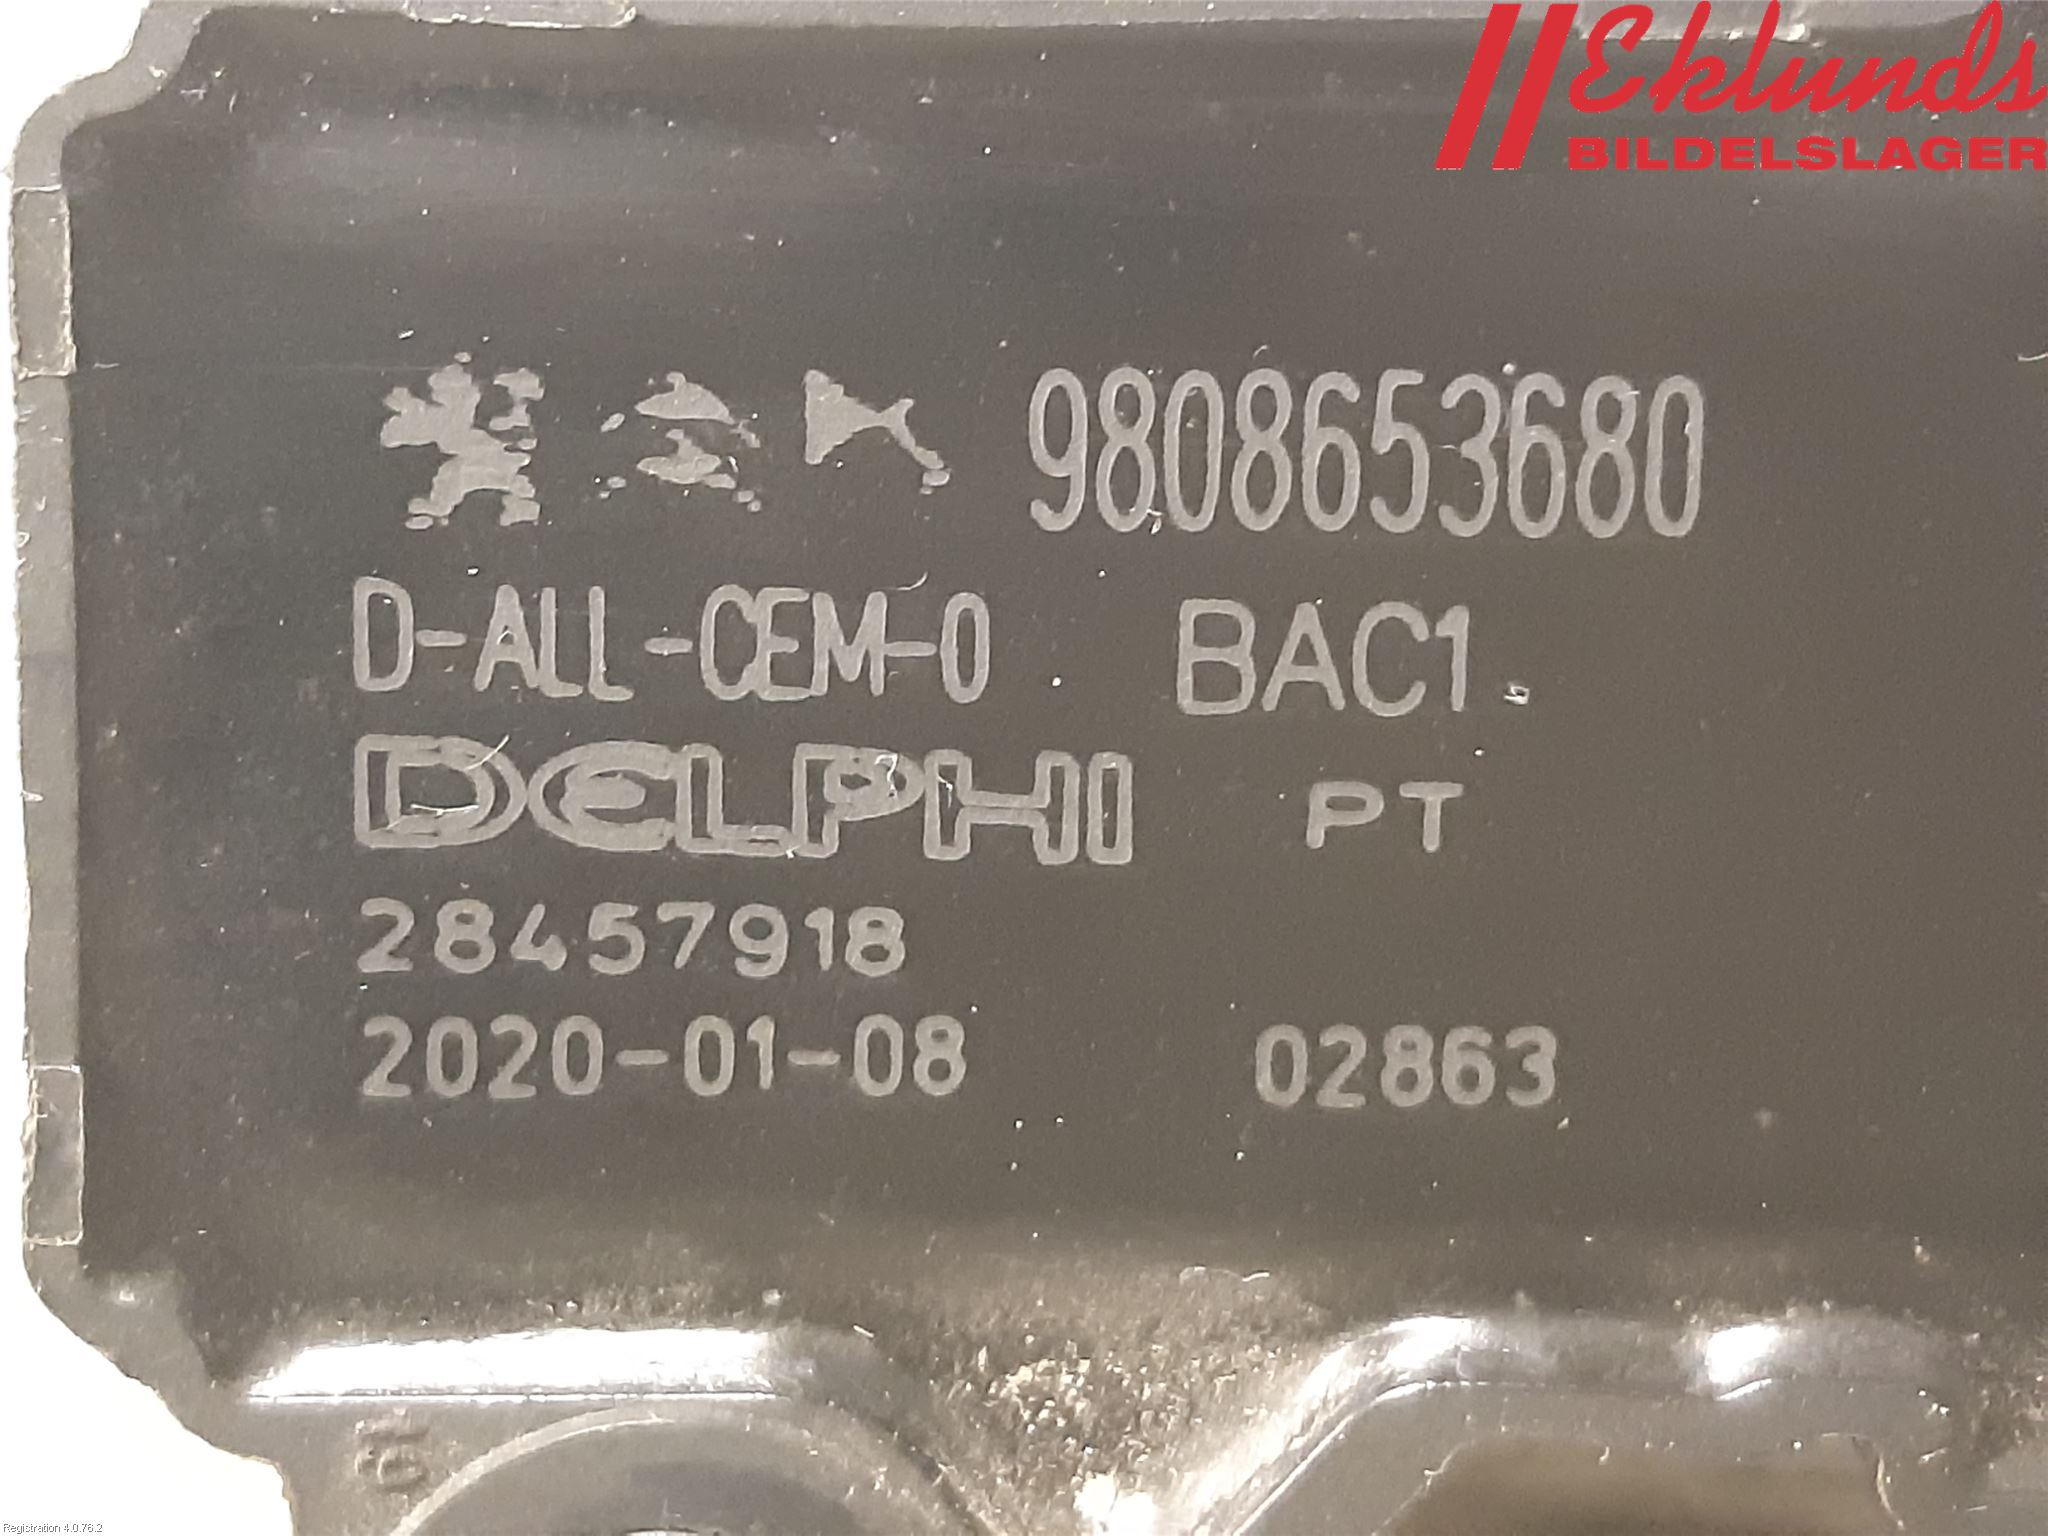 Eklunds
BILDELSLAGER
9808653680
D-ALL-CEM-0 BAC1
DELPHI PT
28457918
2020-01-08 02863
Registration 4.0.76.2